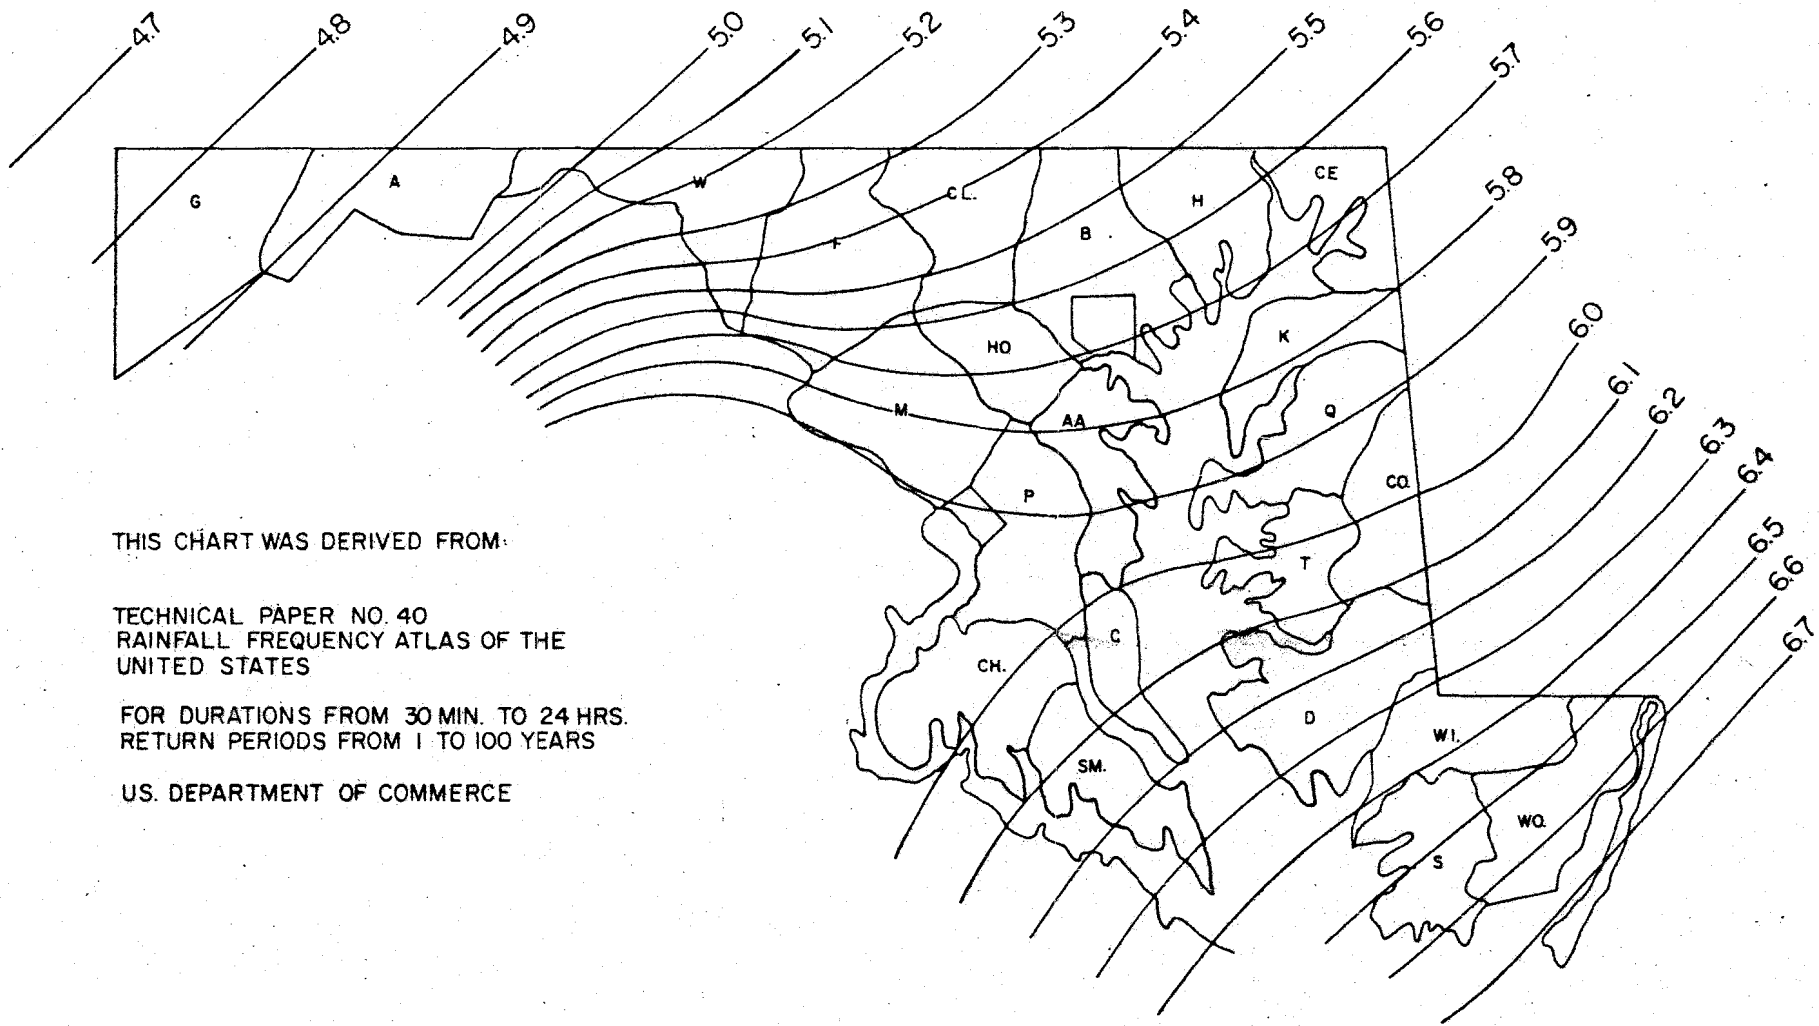 4.7
4.8
4.9
5.0
5.1
5.2
5.3
5.4
5.5
5.6
5.7
5.8
5.9
6.0
6.1
6.2
6.3
6.4
6.5
6.6
6.7
G
A
W
F
CL.
B
H
CE
HO
K
M
AA
Q
P
CO.
T
C
CH.
D
SM.
WI.
WO.
S
THIS CHART WAS DERIVED FROM:
TECHNICAL PAPER NO. 40
RAINFALL FREQUENCY ATLAS OF THE
UNITED STATES
FOR DURATIONS FROM 30 MIN. TO 24 HRS.
RETURN PERIODS FROM 1 TO 100 YEARS
US. DEPARTMENT OF COMMERCE